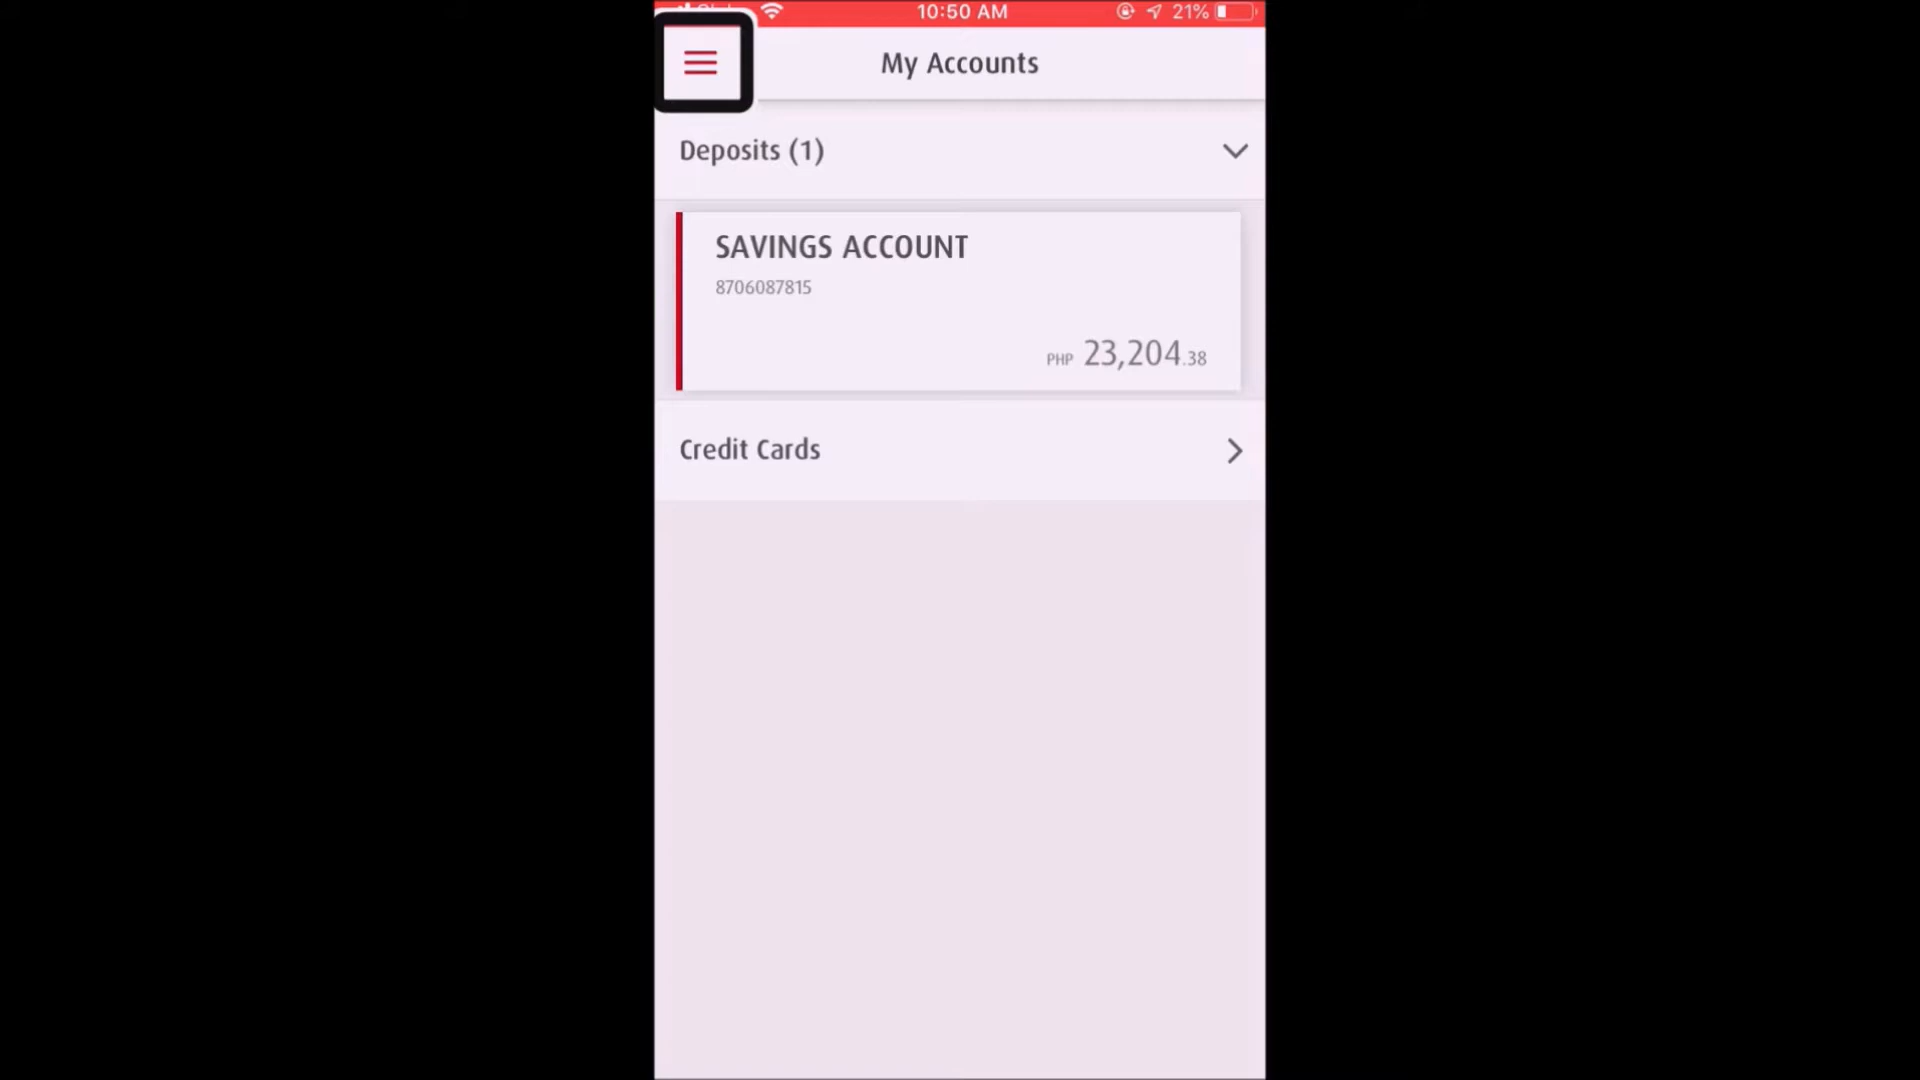 10:50 AM
21%
My Accounts
Deposits (1)
SAVINGS ACCOUNT
8706087815
PHP 23,204.38
Credit Cards